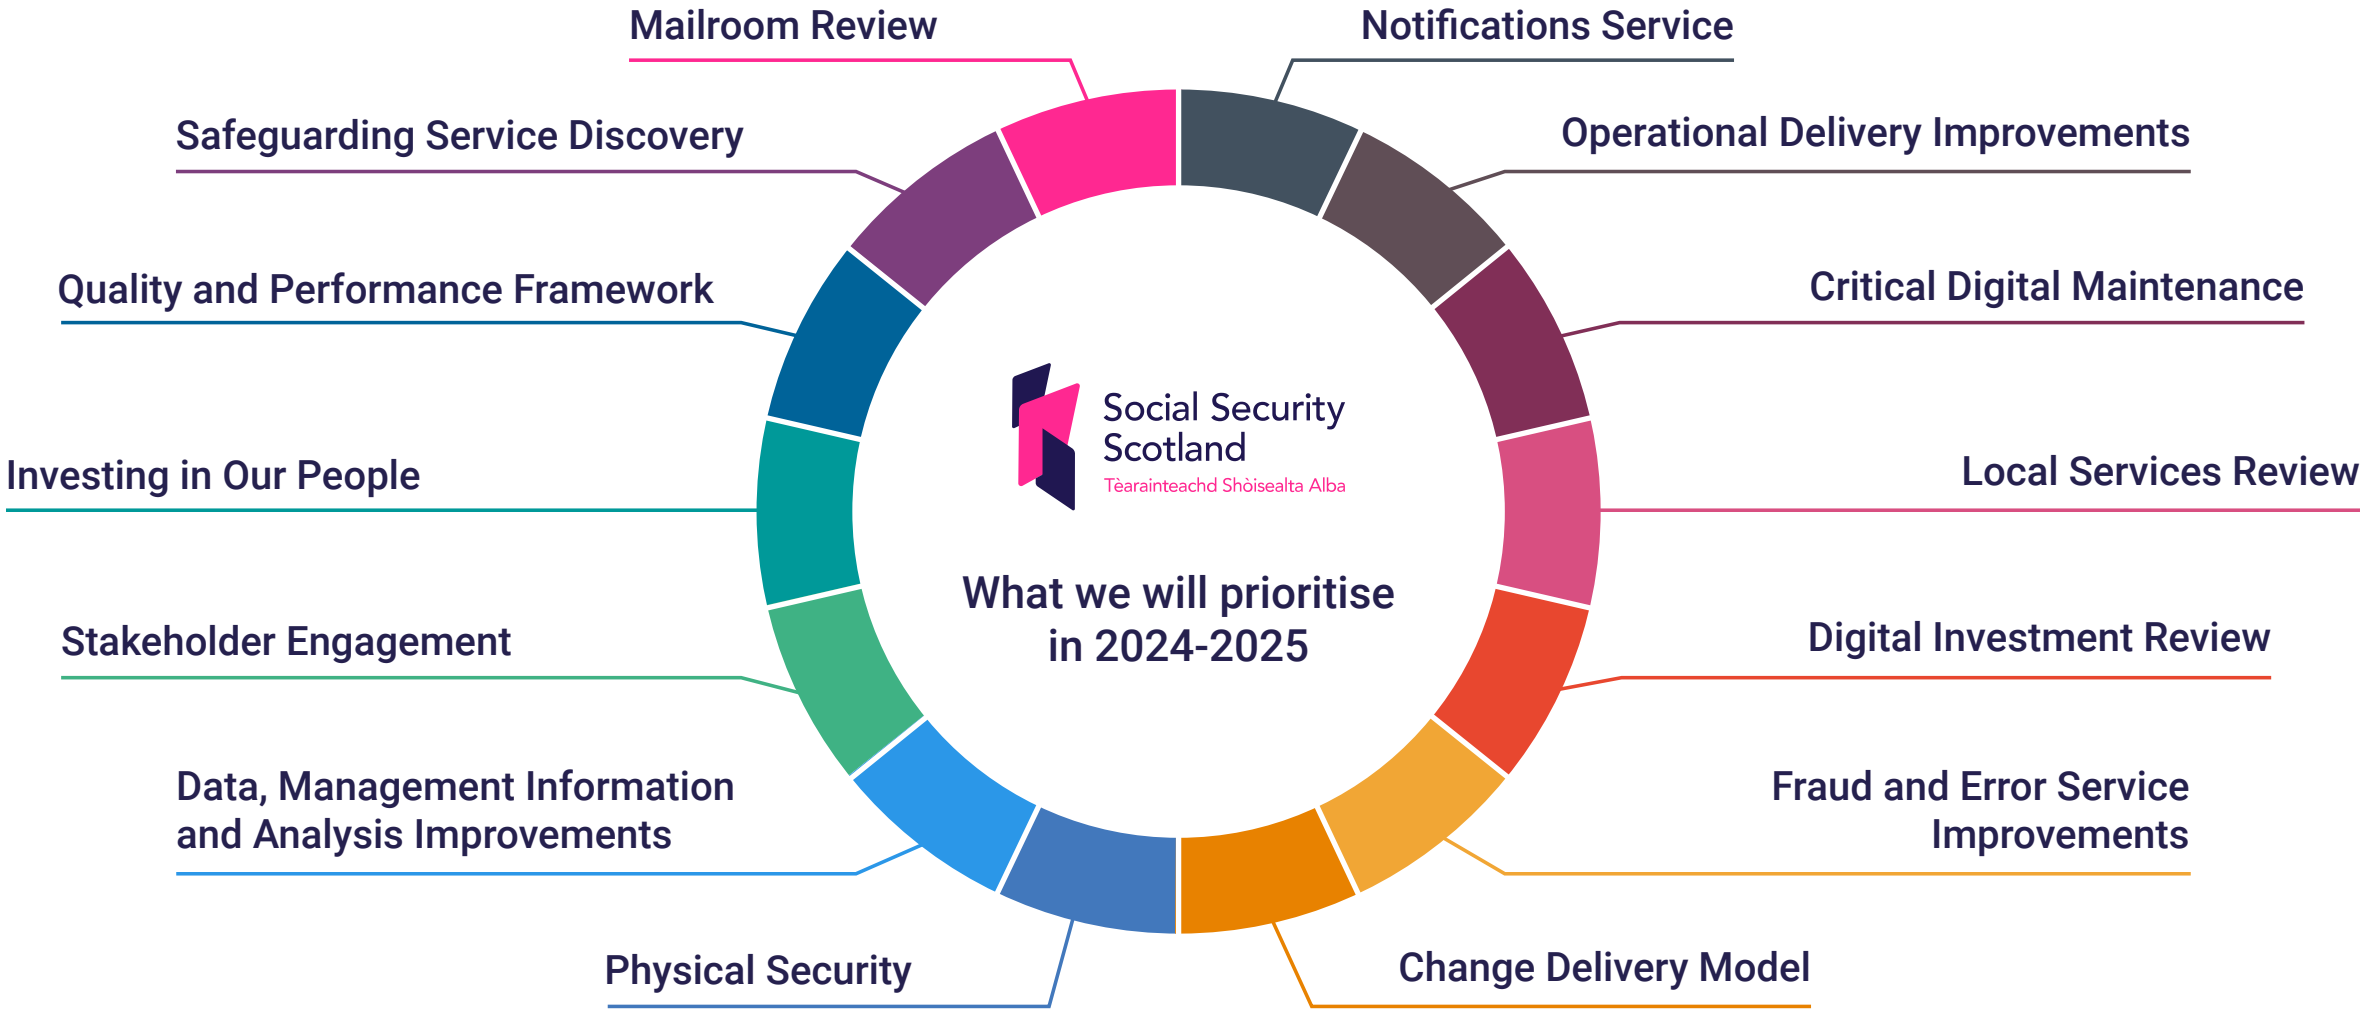 Mailroom Review
Notifications Service
Safeguarding Service Discovery
Operational Delivery Improvements
Quality and Performance Framework
Critical Digital Maintenance
Social Security
Scotland
Tèarainteachd Shòisealta Alba
Investing in Our People
Local Services Review
What we will prioritise
in 2024-2025
Stakeholder Engagement
Digital Investment Review
Data, Management Information
and Analysis Improvements
Fraud and Error Service
Improvements
Physical Security
Change Delivery Model